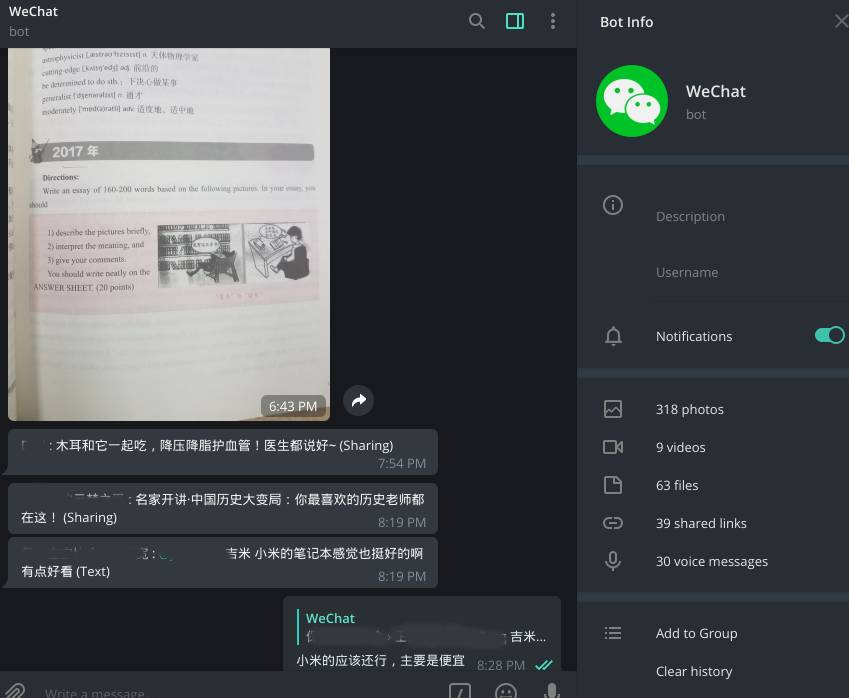 WeChat
bot
astrophysicist [ˌæstrəʊˈfɪzɪsɪst] n. 天体物理学家
cutting-edge [ˌkʌtɪŋˈedʒ] adj. 前沿的
be determined to do sth.：下决心做某事
generalist [ˈdʒenərəlɪst] n. 通才
moderately [ˈmɒd(ə)rətli] adv. 适度地，适中地
2017 年
Directions:
Write an essay of 160-200 words based on the following pictures. In your essay, you
should
1) describe the pictures briefly,
2) interpret the meaning, and
3) give your comments.
You should write neatly on the
ANSWER SHEET. (20 points)
6:43 PM
: 木耳和它一起吃，降压降脂护血管！医生都说好~ (Sharing)
7:54 PM
: 名家开讲·中国历史大变局：你最喜欢的历史老师都
在这！ (Sharing)
8:19 PM
吉米 小米的笔记本感觉也挺好的啊
有点好看 (Text)
8:19 PM
WeChat
吉米...
小米的应该还行，主要是便宜
8:28 PM
Write a message...
Bot Info
WeChat
bot
Description
Username
Notifications
318 photos
9 videos
63 files
39 shared links
30 voice messages
Add to Group
Clear history